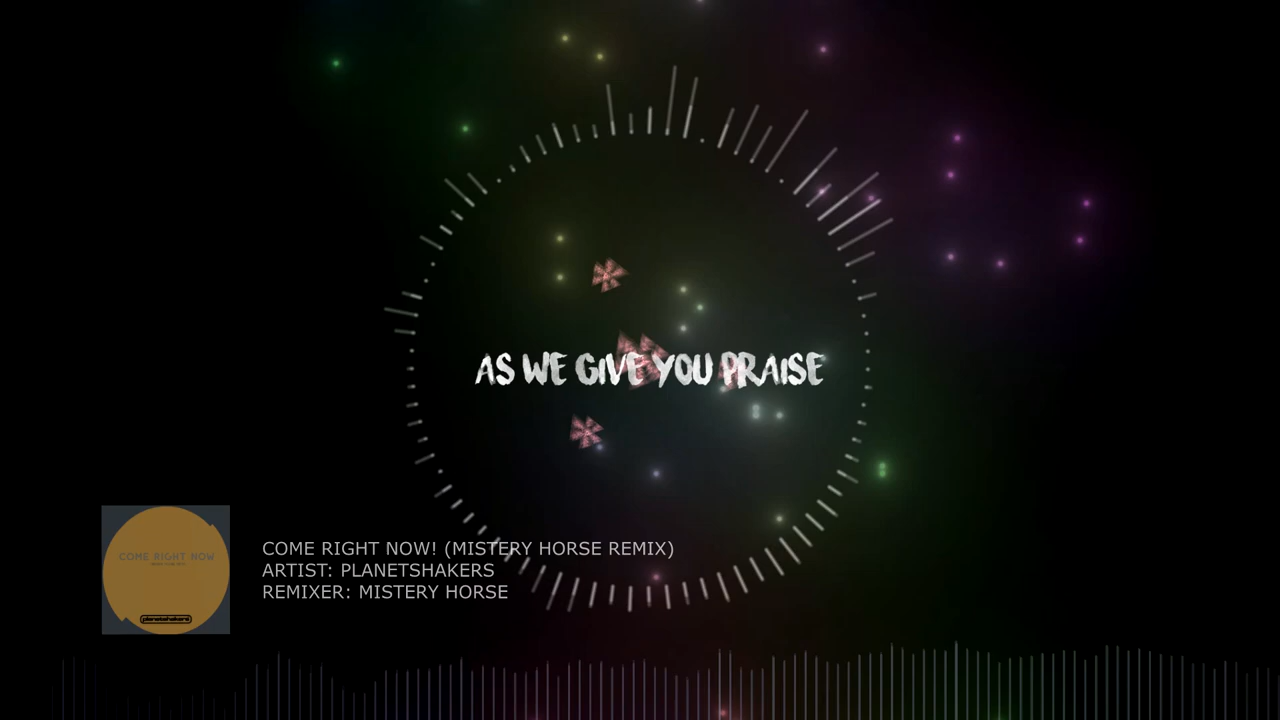 AS WE GIVE YOU PRAISE
COME RIGHT NOW
planetshakers
COME RIGHT NOW! (MISTERY HORSE REMIX)
ARTIST: PLANETSHAKERS
REMIXER: MISTERY HORSE